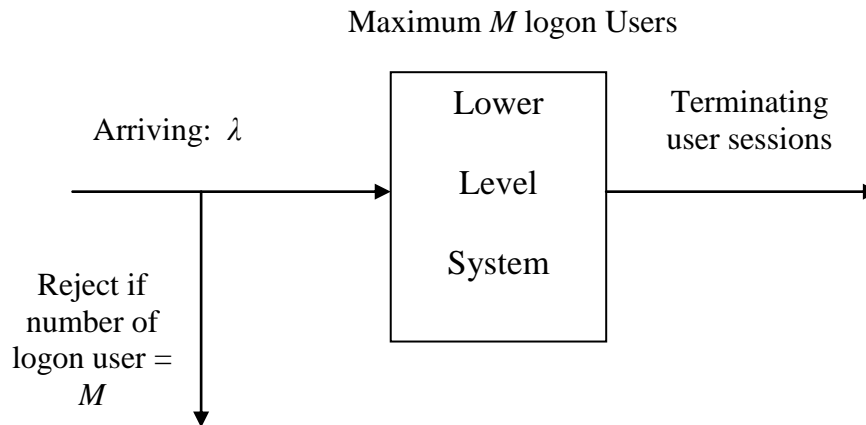 Maximum M logon Users
Arriving: λ
Lower
Level
System
Terminating
user sessions
Reject if
number of
logon user =
M